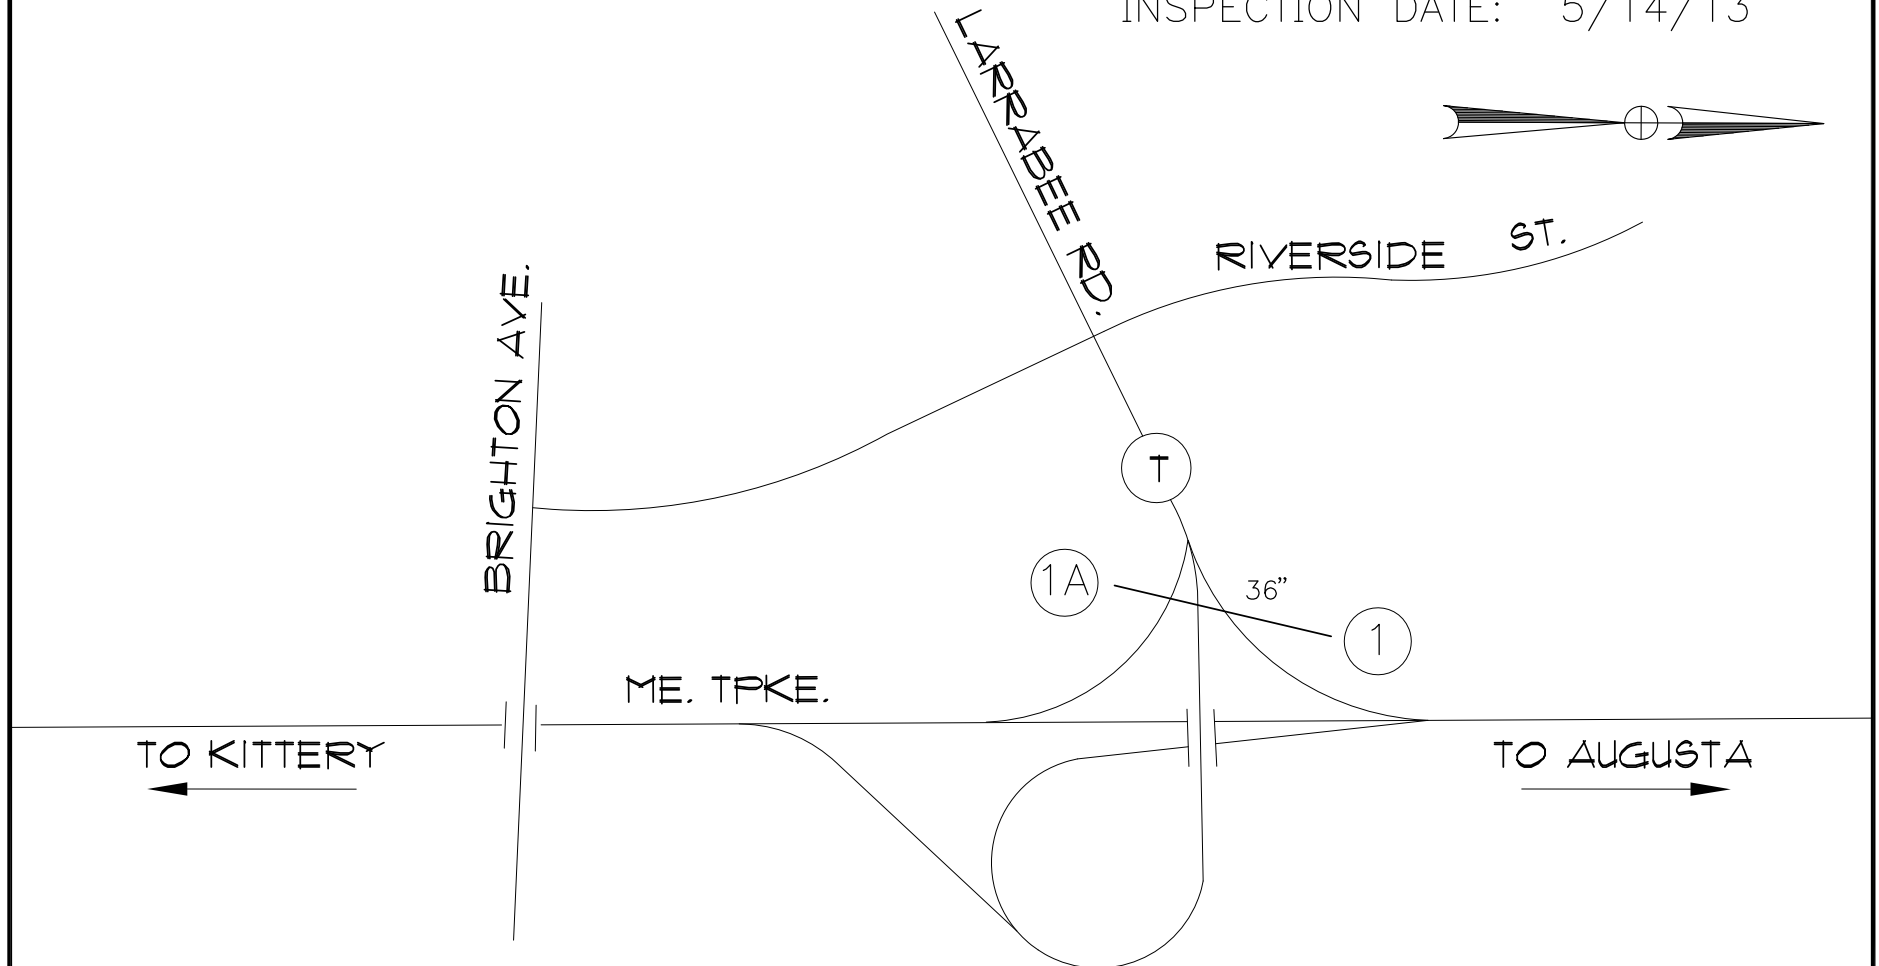 INSPECTION DATE: 5/14/13
LARRABEE RD.
RIVERSIDE ST.
BRIGHTON AVE.
T
1A
36”
1
ME. TPKE.
TO KITTERY
TO AUGUSTA